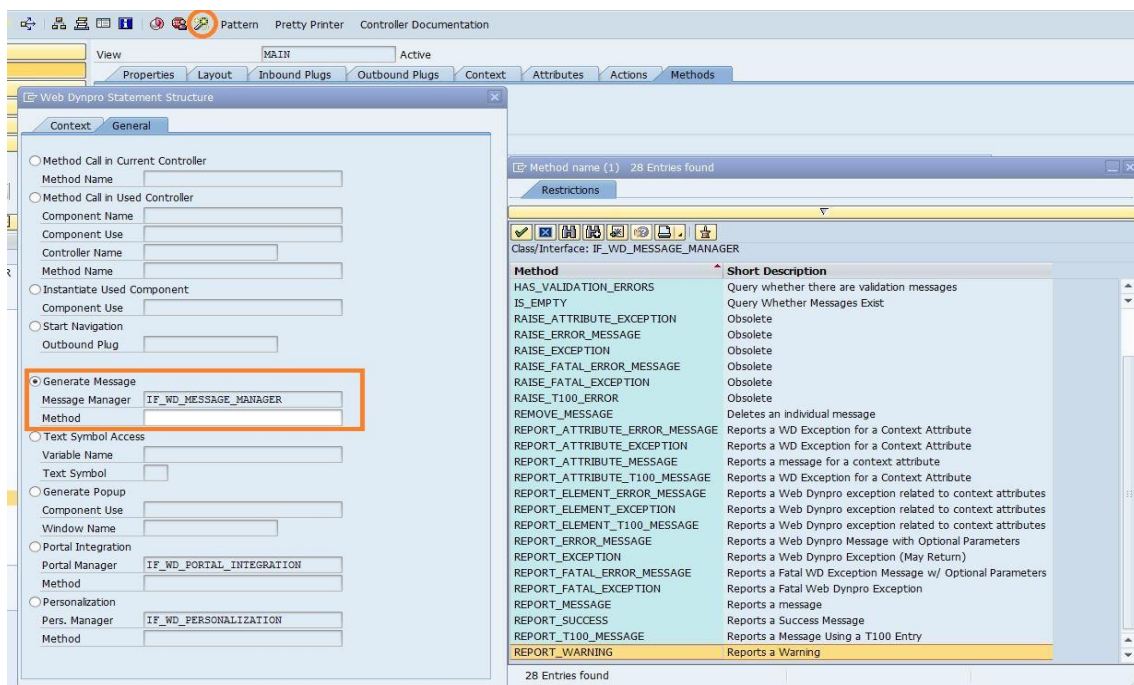 Pattern Pretty Printer Controller Documentation
View MAIN Active
Properties Layout Inbound Plugs Outbound Plugs Context Attributes Actions Methods
Web Dynpro Statement Structure
Context General
Method Call in Current Controller
Method Name
Method Call in Used Controller
Component Name
Component Use
Controller Name
Method Name
Instantiate Used Component
Component Use
Start Navigation
Outbound Plug
Generate Message
Message Manager IF_WD_MESSAGE_MANAGER
Method
Text Symbol Access
Variable Name
Text Symbol
Generate Popup
Component Use
Window Name
Portal Integration
Portal Manager IF_WD_PORTAL_INTEGRATION
Method
Personalization
Pers. Manager IF_WD_PERSONALIZATION
Method
Method name (1) 28 Entries found
Restrictions
Class/Interface: IF_WD_MESSAGE_MANAGER
Method Short Description
HAS_VALIDATION_ERRORS Query whether there are validation messages
IS_EMPTY Query Whether Messages Exist
RAISE_ATTRIBUTE_EXCEPTION Obsolete
RAISE_ERROR_MESSAGE Obsolete
RAISE_EXCEPTION Obsolete
RAISE_FATAL_ERROR_MESSAGE Obsolete
RAISE_FATAL_EXCEPTION Obsolete
RAISE_T100_ERROR Obsolete
REMOVE_MESSAGE Deletes an individual message
REPORT_ATTRIBUTE_ERROR_MESSAGE Reports a WD Exception for a Context Attribute
REPORT_ATTRIBUTE_EXCEPTION Reports a WD Exception for a Context Attribute
REPORT_ATTRIBUTE_MESSAGE Reports a message for a context attribute
REPORT_ATTRIBUTE_T100_MESSAGE Reports a WD Exception for a Context Attribute
REPORT_ELEMENT_ERROR_MESSAGE Reports a Web Dynpro exception related to context attributes
REPORT_ELEMENT_EXCEPTION Reports a Web Dynpro exception related to context attributes
REPORT_ELEMENT_T100_MESSAGE Reports a Web Dynpro exception related to context attributes
REPORT_ERROR_MESSAGE Reports a Web Dynpro Message with Optional Parameters
REPORT_EXCEPTION Reports a Web Dynpro Exception (May Return)
REPORT_FATAL_ERROR_MESSAGE Reports a Fatal WD Exception Message w/ Optional Parameters
REPORT_FATAL_EXCEPTION Reports a Fatal Web Dynpro Exception
REPORT_MESSAGE Reports a message
REPORT_SUCCESS Reports a Success Message
REPORT_T100_MESSAGE Reports a Message Using a T100 Entry
REPORT_WARNING Reports a Warning
28 Entries found